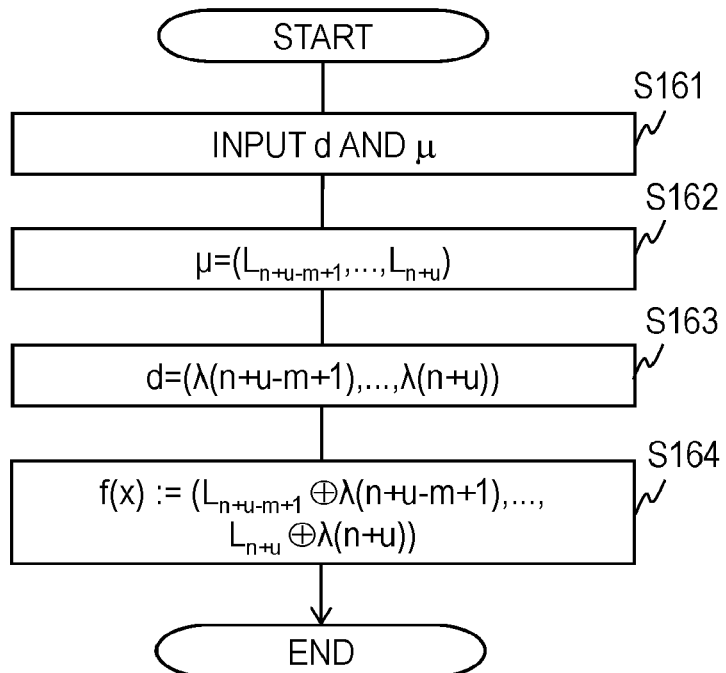 START
S161
INPUT d AND μ
S162
μ=(Lₙ₊ᵤ₋ₘ₊₁,...,Lₙ₊ᵤ)
S163
d=(λ(n+u-m+1),...,λ(n+u))
S164
f(x) := (Lₙ₊ᵤ₋ₘ₊₁ ⊕λ(n+u-m+1),...,
Lₙ₊ᵤ ⊕λ(n+u))
END